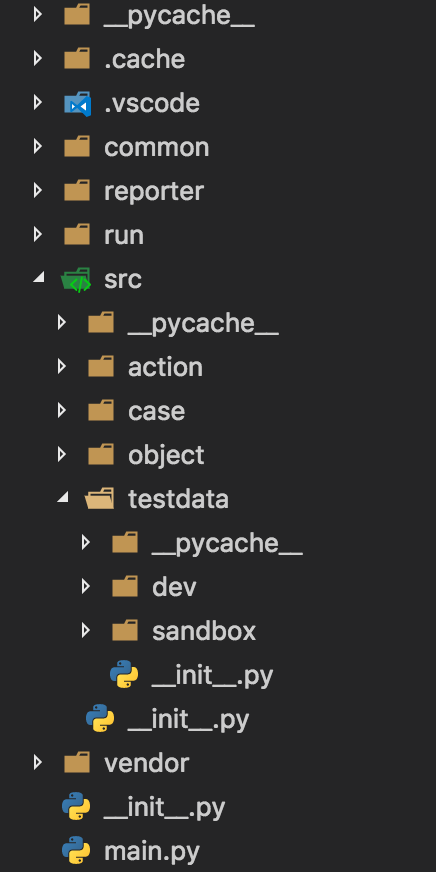 __pycache__
.cache
.vscode
common
reporter
run
src
__pycache__
action
case
object
testdata
__pycache__
dev
sandbox
__init__.py
__init__.py
vendor
__init__.py
main.py